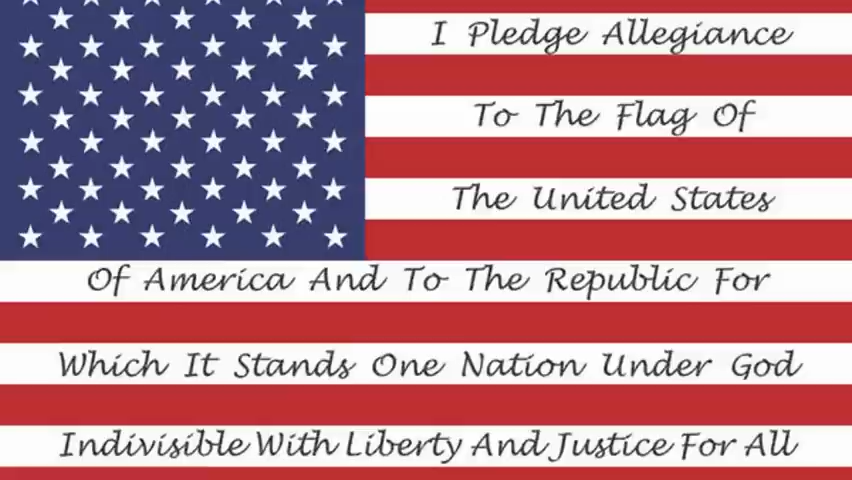 I Pledge Allegiance
To The Flag Of
The United States
Of America And To The Republic For
Which It Stands One Nation Under God
Indivisible With Liberty And Justice For All